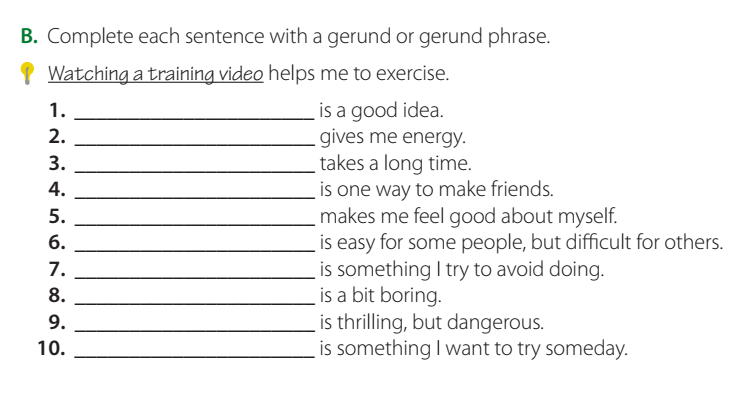 B. Complete each sentence with a gerund or gerund phrase.
Watching a training video helps me to exercise.
1. ______________________ is a good idea.
2. ______________________ gives me energy.
3. ______________________ takes a long time.
4. ______________________ is one way to make friends.
5. ______________________ makes me feel good about myself.
6. ______________________ is easy for some people, but difficult for others.
7. ______________________ is something I try to avoid doing.
8. ______________________ is a bit boring.
9. ______________________ is thrilling, but dangerous.
10. ______________________ is something I want to try someday.